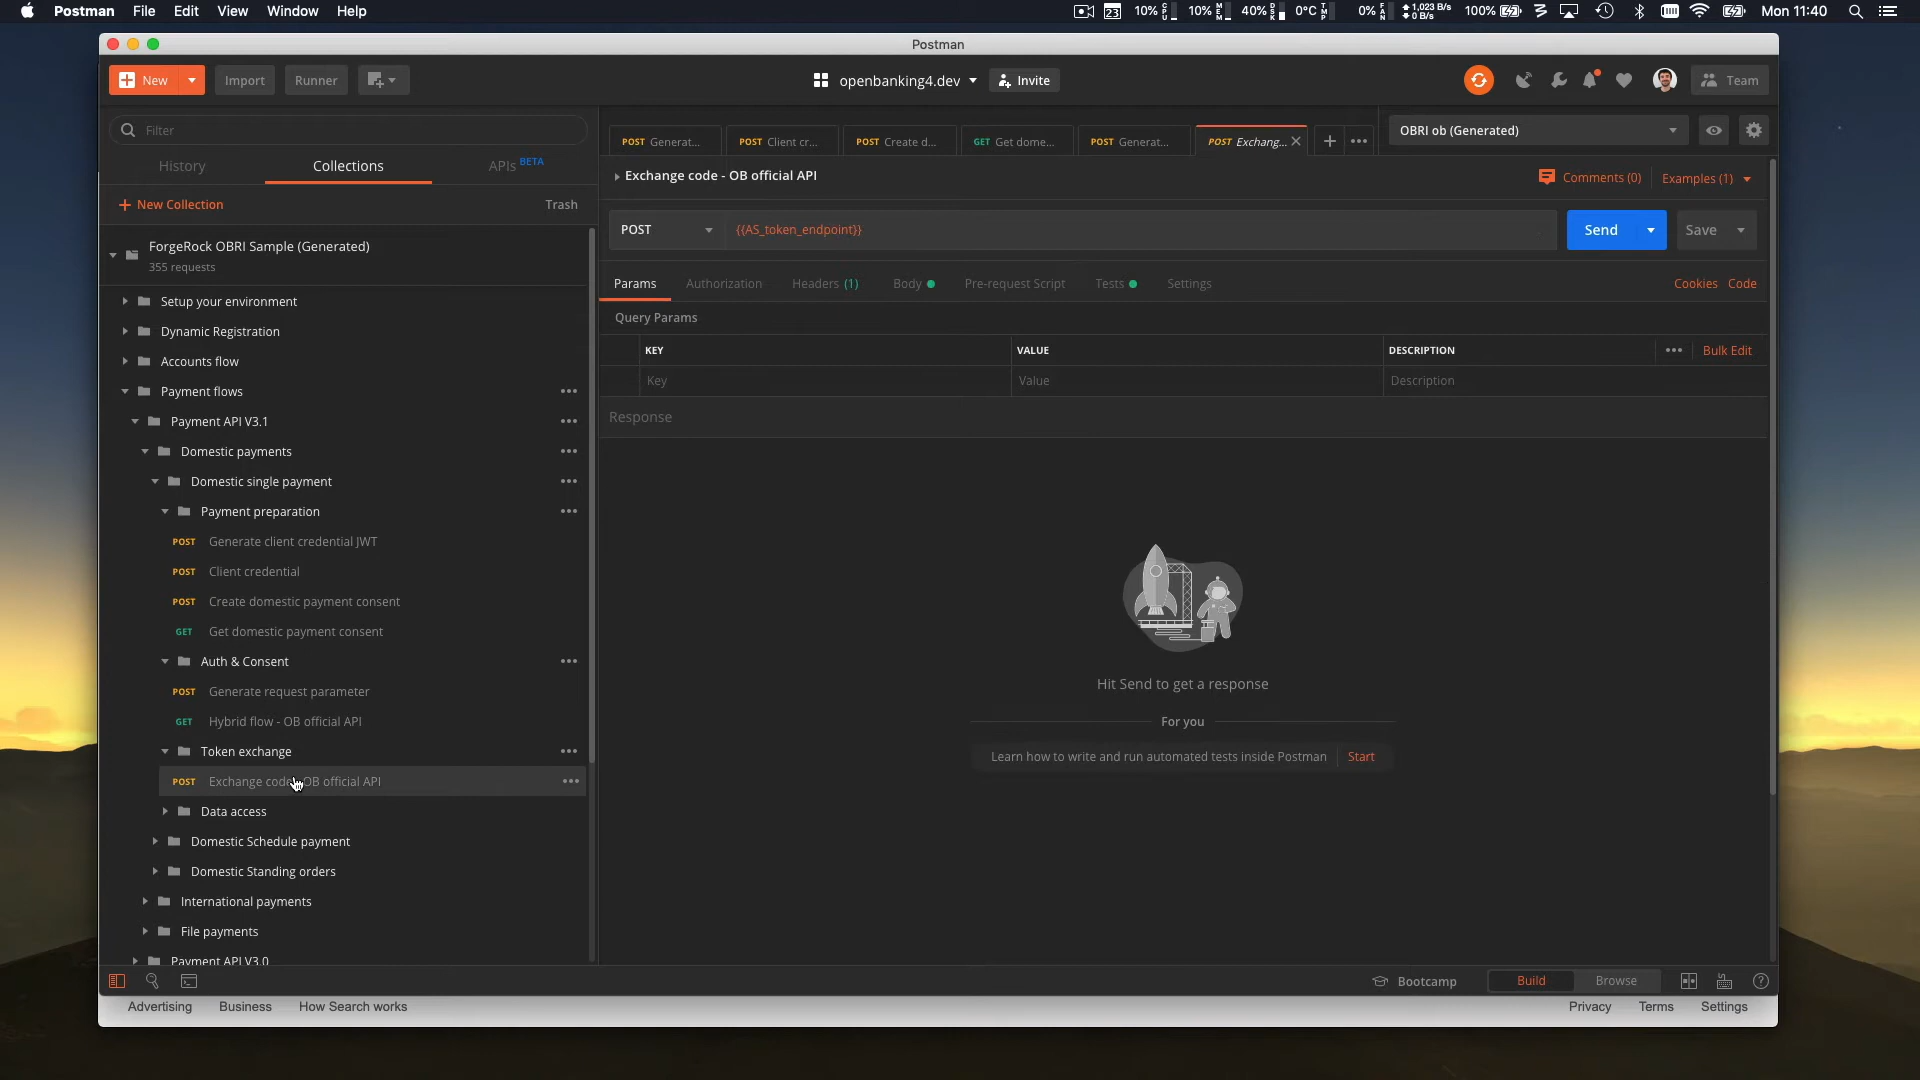 Postman File Edit View Window Help 23 10% CPU 10% MEM 40% DSK 0°C TMP 0% FAN 1,023 B/s 0 B/s 100% Mon 11:40
Postman
New Import Runner openbanking4.dev Invite Team
Filter
POST Generat... POST Client cr... POST Create d... GET Get dome... POST Generat... POST Exchang... OBRI ob (Generated)
History Collections APIs BETA
Exchange code - OB official API Comments (0) Examples (1)
New Collection Trash
POST {{AS_token_endpoint}} Send Save
ForgeRock OBRI Sample (Generated)
355 requests
Params Authorization Headers (1) Body Pre-request Script Tests Settings Cookies Code
Setup your environment
Query Params
Dynamic Registration
KEY VALUE DESCRIPTION Bulk Edit
Accounts flow
Key Value Description
Payment flows
Response
Payment API V3.1
Domestic payments
Domestic single payment
Payment preparation
POST Generate client credential JWT
POST Client credential
POST Create domestic payment consent
GET Get domestic payment consent
Auth & Consent
Hit Send to get a response
POST Generate request parameter
GET Hybrid flow - OB official API
For you
Token exchange
Learn how to write and run automated tests inside Postman Start
POST Exchange code - OB official API
Data access
Domestic Schedule payment
Domestic Standing orders
International payments
File payments
Payment API V3.0
Bootcamp Build Browse
Advertising Business How Search works Privacy Terms Settings